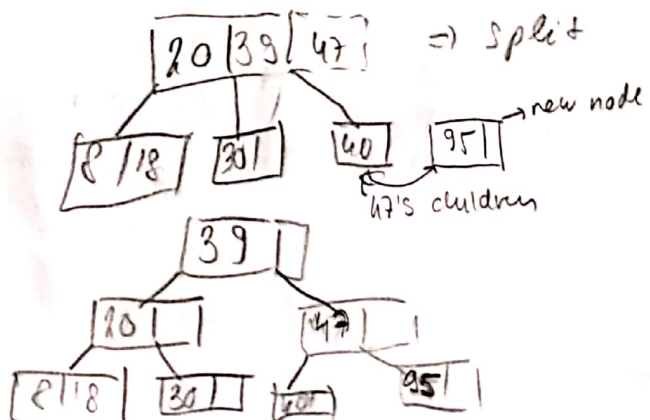 20 | 39 | 47 => split
8 | 18 30 | 40 95 | → new node
47's children
39
20 47
8 | 18 30 40 95